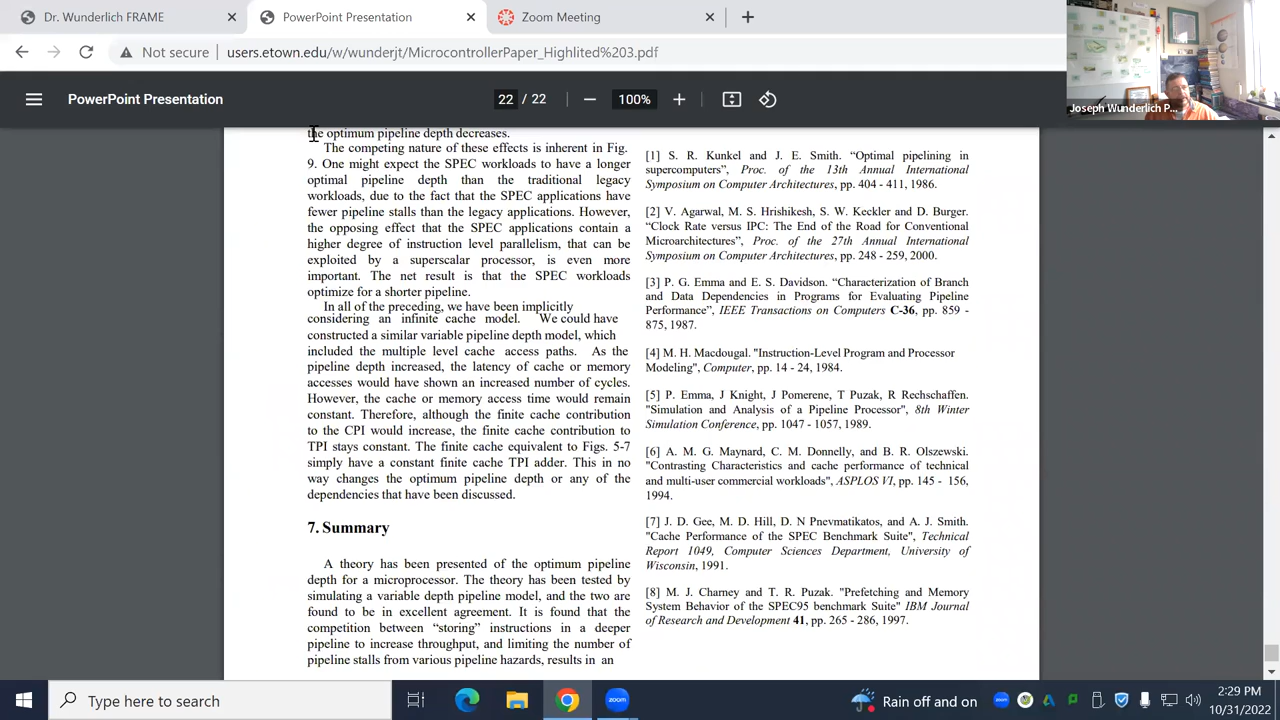 Dr. Wunderlich FRAME
PowerPoint Presentation
Zoom Meeting
Not secure
users.etown.edu/w/wunderjt/MicrocontrollerPaper_Highlited%203.pdf
PowerPoint Presentation
22 / 22
100%
Joseph Wunderlich P...
the optimum pipeline depth decreases.
The competing nature of these effects is inherent in Fig.
9. One might expect the SPEC workloads to have a longer
optimal pipeline depth than the traditional legacy
workloads, due to the fact that the SPEC applications have
fewer pipeline stalls than the legacy applications. However,
the opposing effect that the SPEC applications contain a
higher degree of instruction level parallelism, that can be
exploited by a superscalar processor, is even more
important. The net result is that the SPEC workloads
optimize for a shorter pipeline.
In all of the preceding, we have been implicitly
considering an infinite cache model. We could have
constructed a similar variable pipeline depth model, which
included the multiple level cache access paths. As the
pipeline depth increased, the latency of cache or memory
accesses would have shown an increased number of cycles.
However, the cache or memory access time would remain
constant. Therefore, although the finite cache contribution
to the CPI would increase, the finite cache contribution to
TPI stays constant. The finite cache equivalent to Figs. 5-7
simply have a constant finite cache TPI adder. This in no
way changes the optimum pipeline depth or any of the
dependencies that have been discussed.
7. Summary
A theory has been presented of the optimum pipeline
depth for a microprocessor. The theory has been tested by
simulating a variable depth pipeline model, and the two are
found to be in excellent agreement. It is found that the
competition between “storing” instructions in a deeper
pipeline to increase throughput, and limiting the number of
pipeline stalls from various pipeline hazards, results in an
[1] S. R. Kunkel and J. E. Smith. “Optimal pipelining in
supercomputers”, Proc. of the 13th Annual International
Symposium on Computer Architectures, pp. 404 - 411, 1986.
[2] V. Agarwal, M. S. Hrishikesh, S. W. Keckler and D. Burger.
“Clock Rate versus IPC: The End of the Road for Conventional
Microarchitectures”, Proc. of the 27th Annual International
Symposium on Computer Architectures, pp. 248 - 259, 2000.
[3] P. G. Emma and E. S. Davidson. “Characterization of Branch
and Data Dependencies in Programs for Evaluating Pipeline
Performance”, IEEE Transactions on Computers C-36, pp. 859 -
875, 1987.
[4] M. H. Macdougal. "Instruction-Level Program and Processor
Modeling", Computer, pp. 14 - 24, 1984.
[5] P. Emma, J Knight, J Pomerene, T Puzak, R Rechschaffen.
"Simulation and Analysis of a Pipeline Processor", 8th Winter
Simulation Conference, pp. 1047 - 1057, 1989.
[6] A. M. G. Maynard, C. M. Donnelly, and B. R. Olszewski.
"Contrasting Characteristics and cache performance of technical
and multi-user commercial workloads", ASPLOS VI, pp. 145 - 156,
1994.
[7] J. D. Gee, M. D. Hill, D. N Pnevmatikatos, and A. J. Smith.
"Cache Performance of the SPEC Benchmark Suite", Technical
Report 1049, Computer Sciences Department, University of
Wisconsin, 1991.
[8] M. J. Charney and T. R. Puzak. "Prefetching and Memory
System Behavior of the SPEC95 benchmark Suite" IBM Journal
of Research and Development 41, pp. 265 - 286, 1997.
Type here to search
Rain off and on
2:29 PM
10/31/2022